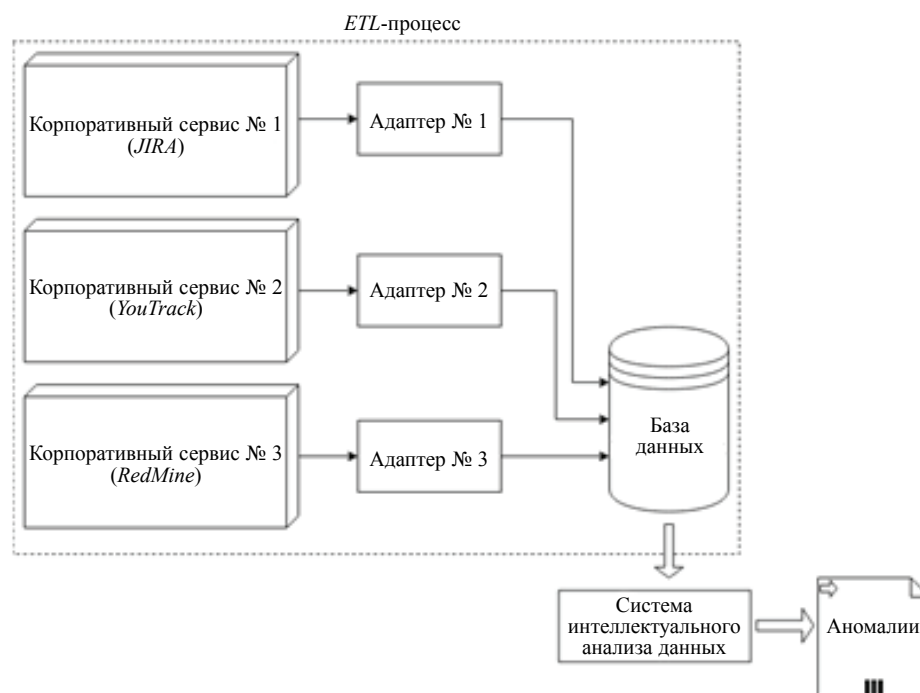 ETL-процесс
Корпоративный сервис № 1
(JIRA)
Адаптер № 1
Корпоративный сервис № 2
(YouTrack)
Адаптер № 2
Корпоративный сервис № 3
(RedMine)
Адаптер № 3
База
данных
Система
интеллектуального
анализа данных
Аномалии